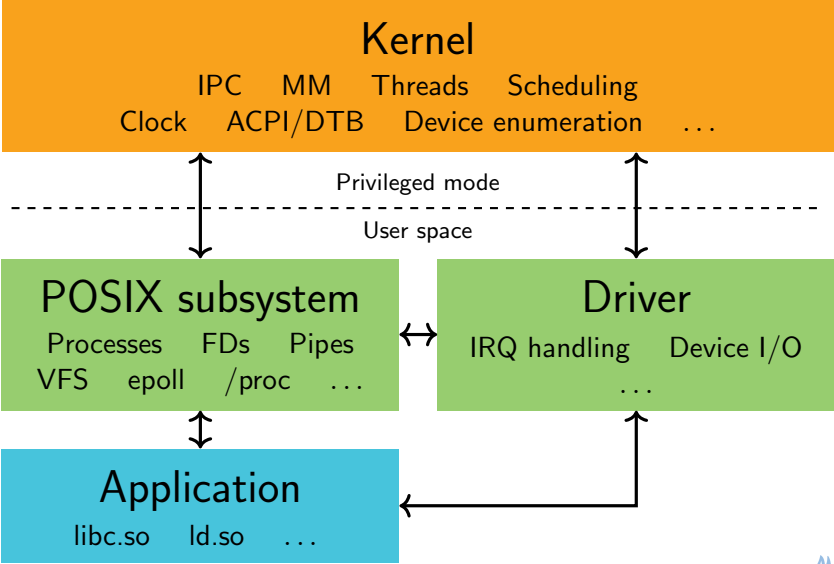 Kernel
IPC MM Threads Scheduling
Clock ACPI/DTB Device enumeration ...
Privileged mode
User space
POSIX subsystem
Processes FDs Pipes
VFS epoll /proc ...
Driver
IRQ handling Device I/O
...
Application
libc.so ld.so ...